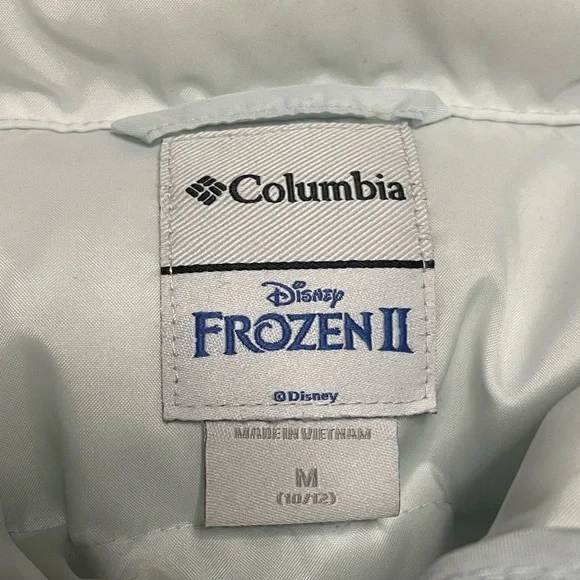 Columbia
Disney
FROZEN II
©Disney
MADE IN VIETNAM
M
(10/12)